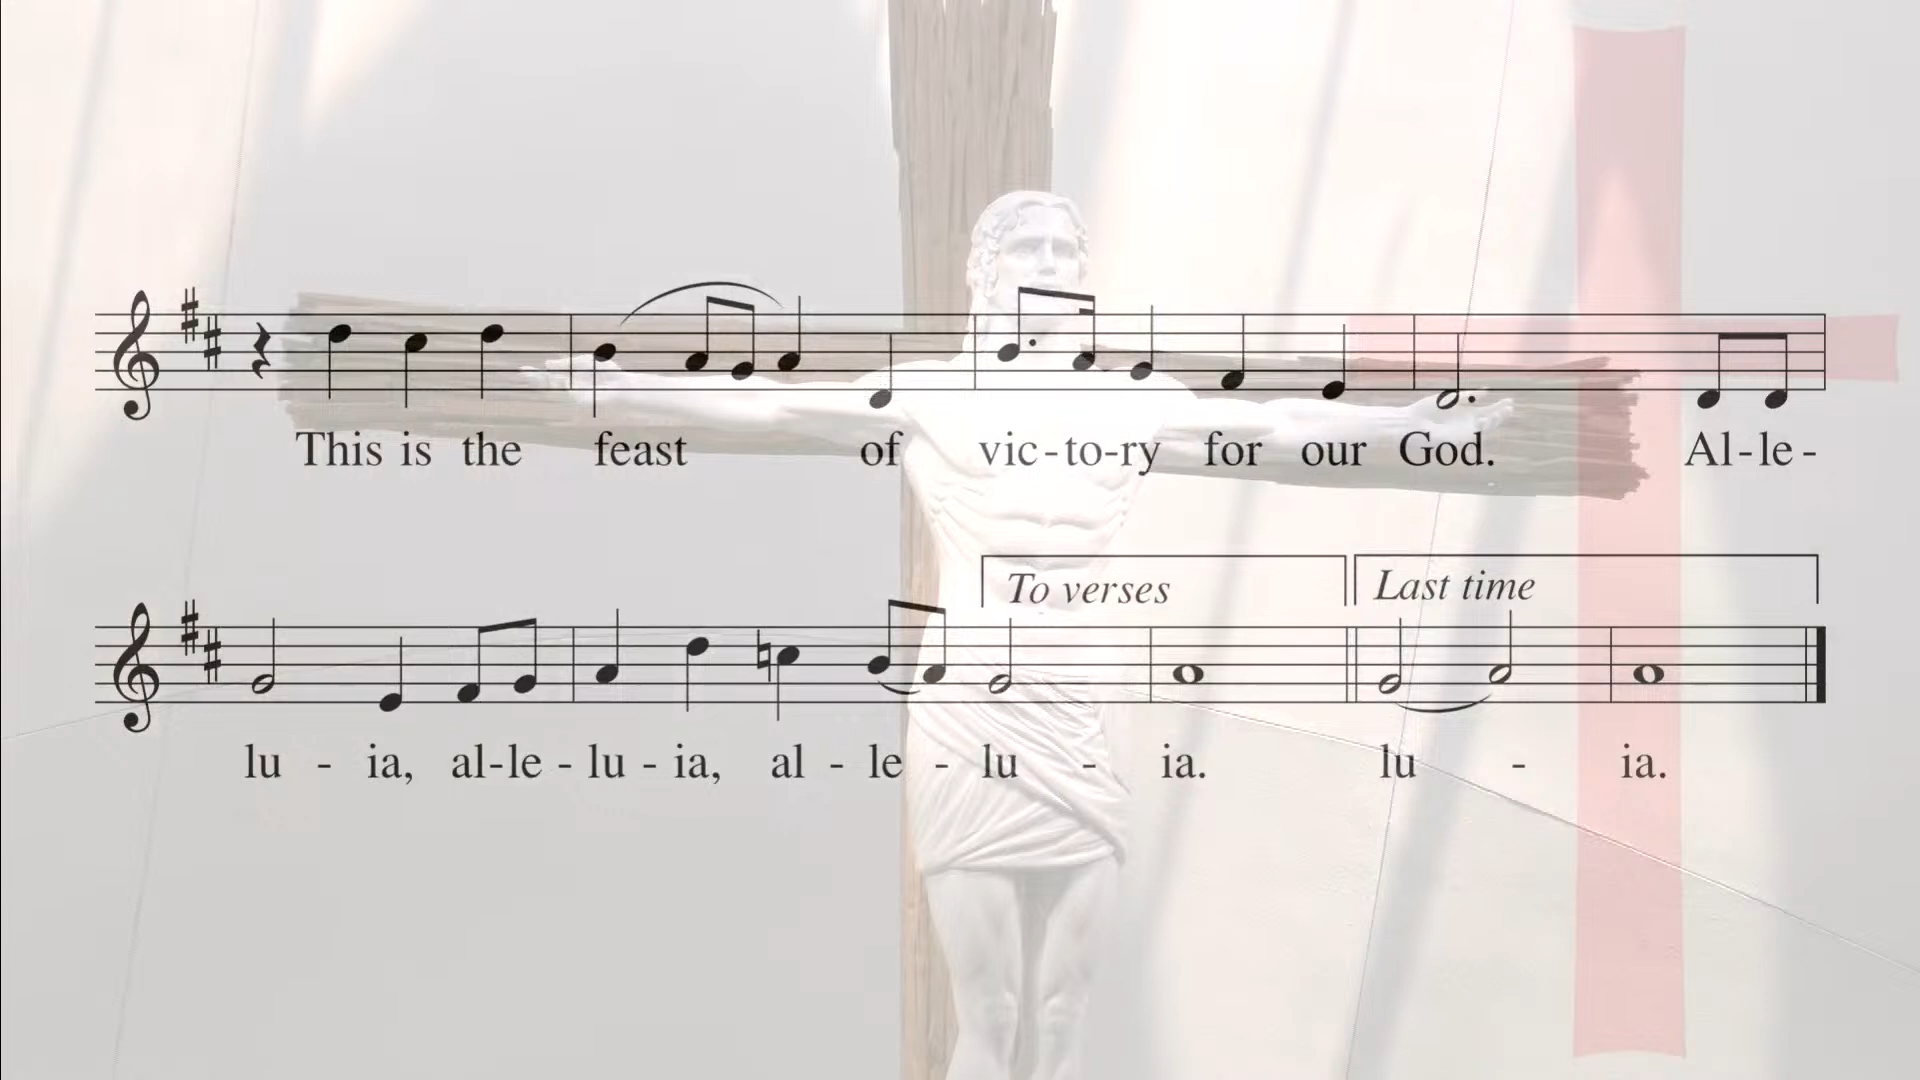 This is the feast of vic-to-ry for our God. Al-le-
To verses Last time
lu - ia, al-le-lu - ia, al - le - lu - ia. lu - ia.